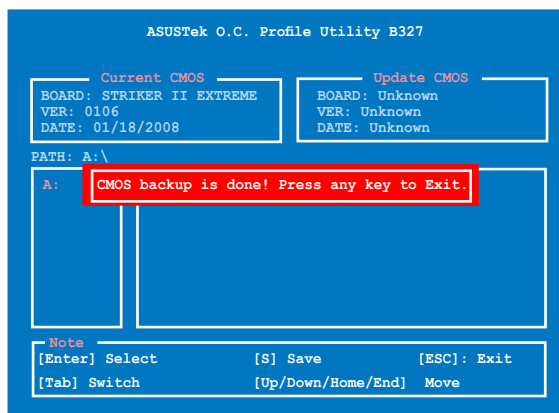 ASUSTek O.C. Profile Utility B327
Current CMOS
BOARD: STRIKER II EXTREME
VER: 0106
DATE: 01/18/2008
Update CMOS
BOARD: Unknown
VER: Unknown
DATE: Unknown
PATH: A:\
A:
CMOS backup is done! Press any key to Exit.
Note
[Enter] Select [S] Save [ESC]: Exit
[Tab] Switch [Up/Down/Home/End] Move